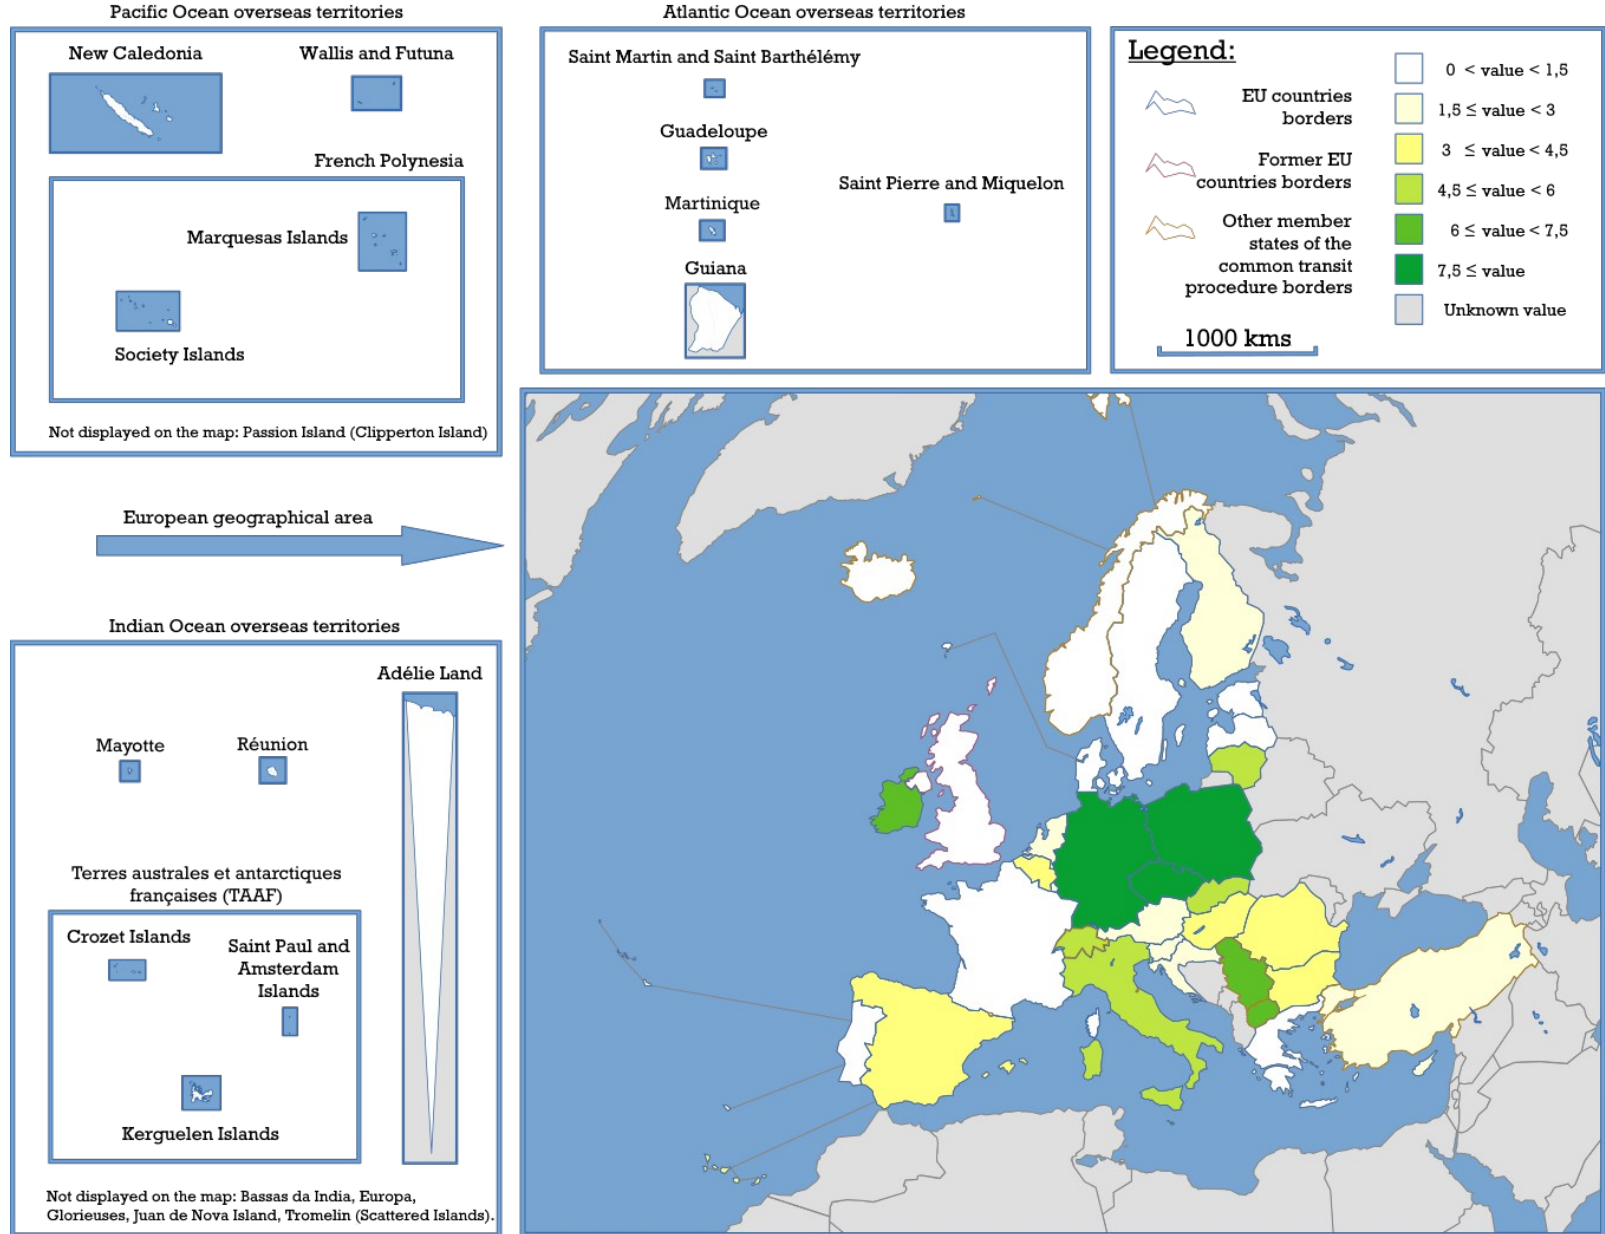 Pacific Ocean overseas territories
New Caledonia
Wallis and Futuna
French Polynesia
Marquesas Islands
Society Islands
Not displayed on the map: Passion Island (Clipperton Island)
Atlantic Ocean overseas territories
Saint Martin and Saint Barthélémy
Guadeloupe
Martinique
Saint Pierre and Miquelon
Guiana
Legend:
EU countries
borders
Former EU
countries borders
Other member
states of the
common transit
procedure borders
1000 kms
0 < value < 1,5
1,5 ≤ value < 3
3 ≤ value < 4,5
4,5 ≤ value < 6
6 ≤ value < 7,5
7,5 ≤ value
Unknown value
European geographical area
Indian Ocean overseas territories
Adélie Land
Mayotte
Réunion
Terres australes et antarctiques
françaises (TAAF)
Crozet Islands
Saint Paul and
Amsterdam
Islands
Kerguelen Islands
Not displayed on the map: Bassas da India, Europa,
Glorieuses, Juan de Nova Island, Tromelin (Scattered Islands).